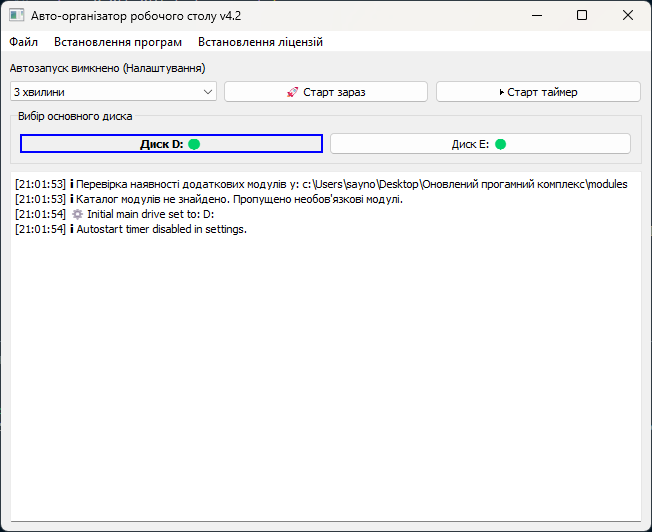 Авто-організатор робочого столу v4.2
Файл Встановлення програм Встановлення ліцензій
Автозапуск вимкнено (Налаштування)
3 хвилини 🚀 Старт зараз ▶ Старт таймер
Вибір основного диска
Диск D: Диск E:
[21:01:53] ℹ Перевірка наявності додаткових модулів у: c:\Users\sayno\Desktop\Оновлений прогамний комплекс\modules
[21:01:53] ℹ Каталог модулів не знайдено. Пропущено необов'язкові модулі.
[21:01:54] ⚙ Initial main drive set to: D:
[21:01:54] ℹ Autostart timer disabled in settings.